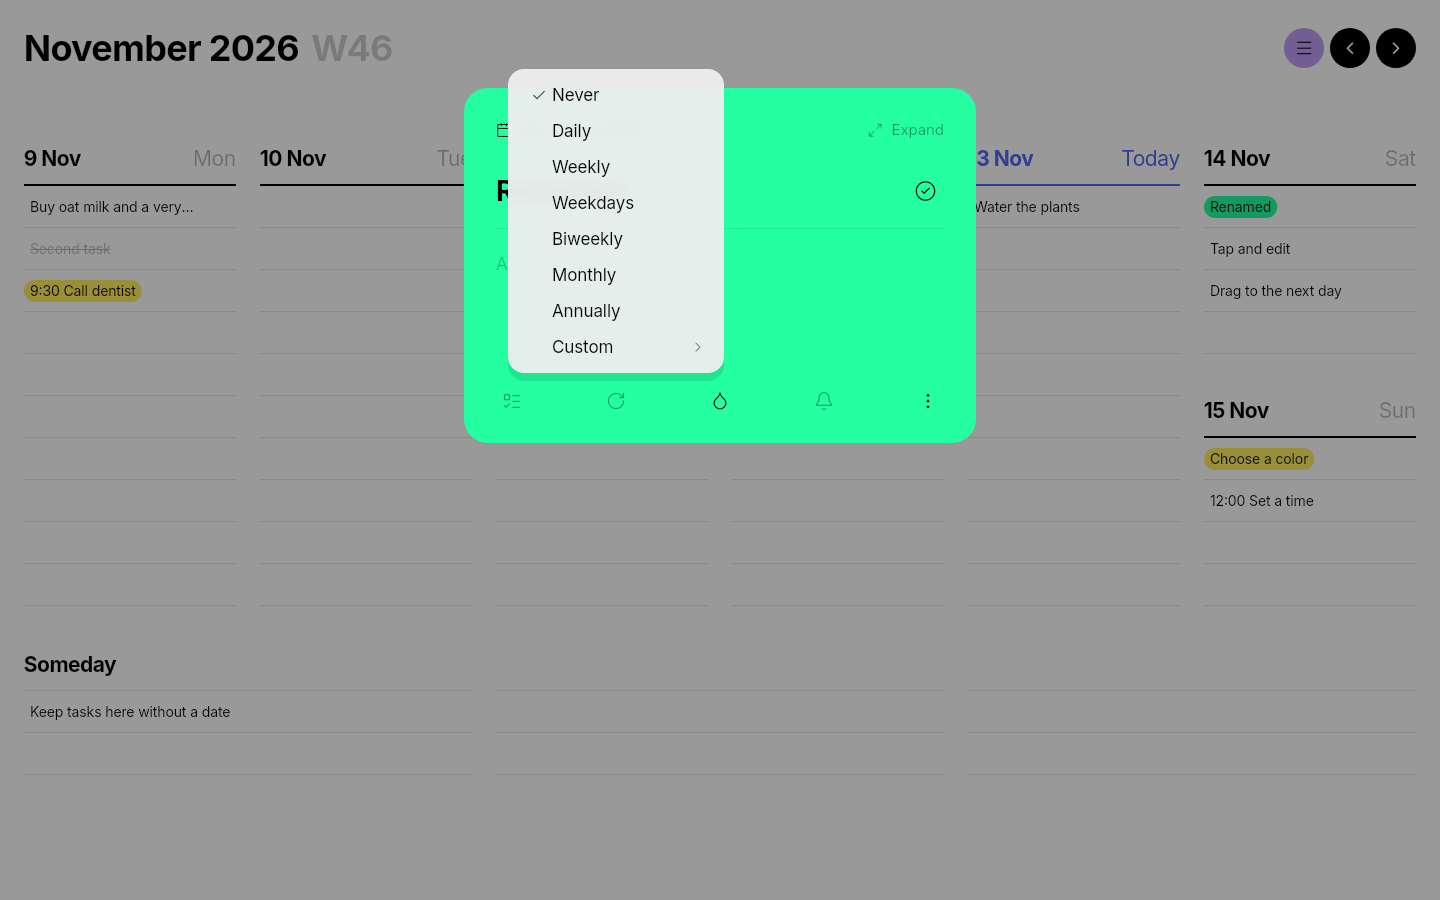 November 2026 W46
Never
Daily
Weekly
Weekdays
Biweekly
Monthly
Annually
Custom
Expand
9 Nov Mon
Buy oat milk and a very...
Second task
9:30 Call dentist
10 Nov
3 Nov Today
Water the plants
14 Nov Sat
Renamed
Tap and edit
Drag to the next day
15 Nov Sun
Choose a color
12:00 Set a time
Someday
Keep tasks here without a date